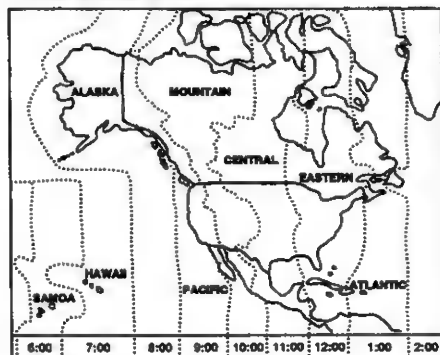 ALASKA
MOUNTAIN
CENTRAL
EASTERN
HAWAII
SAMOA
PACIFIC
ATLANTIC
6:00 7:00 8:00 9:00 10:00 11:00 12:00 1:00 2:00